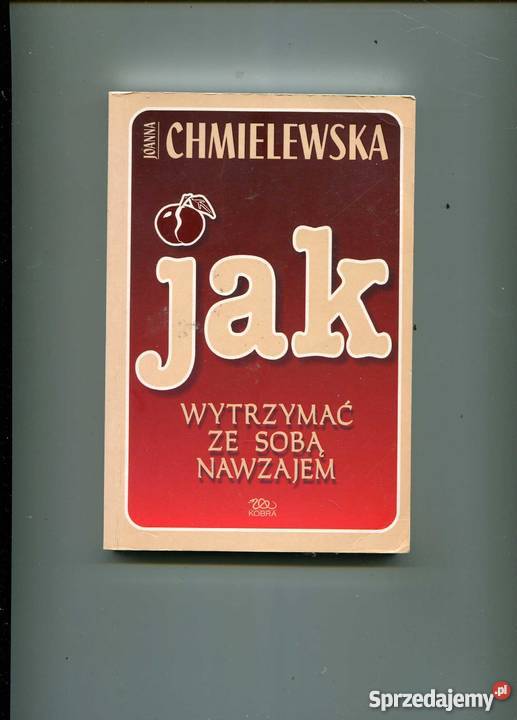 JOANNA
CHMIELEWSKA
jak
WYTRZYMAĆ
ZE SOBĄ
NAWZAJEM
KOBRA
Sprzedajemy.pl